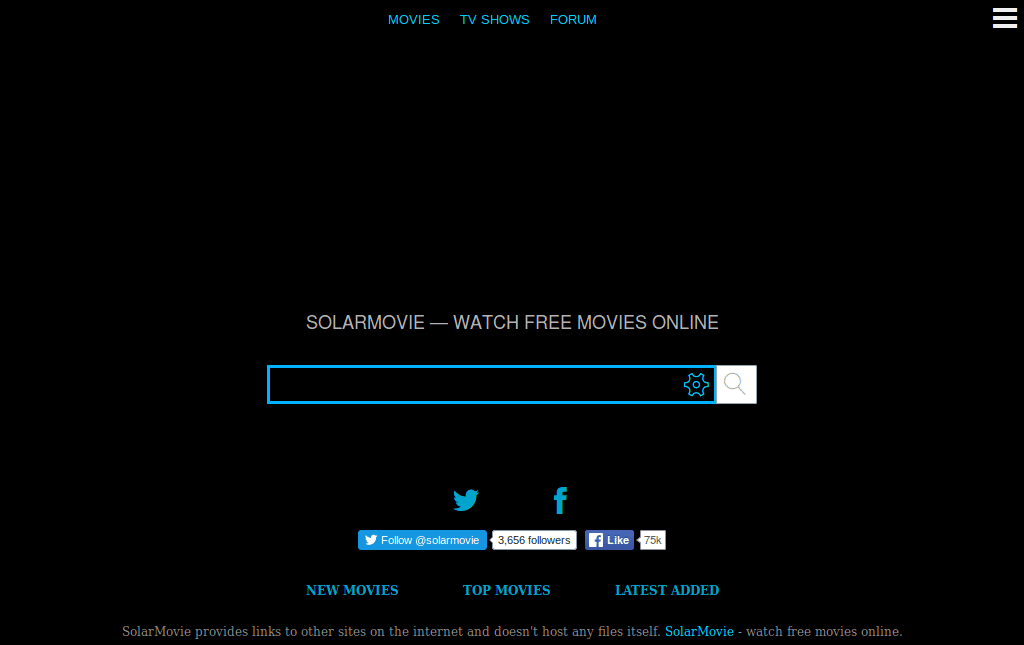 MOVIES TV SHOWS FORUM
SOLARMOVIE — WATCH FREE MOVIES ONLINE
Follow @solarmovie 3,656 followers Like 75k
NEW MOVIES TOP MOVIES LATEST ADDED
SolarMovie provides links to other sites on the internet and doesn't host any files itself. SolarMovie - watch free movies online.